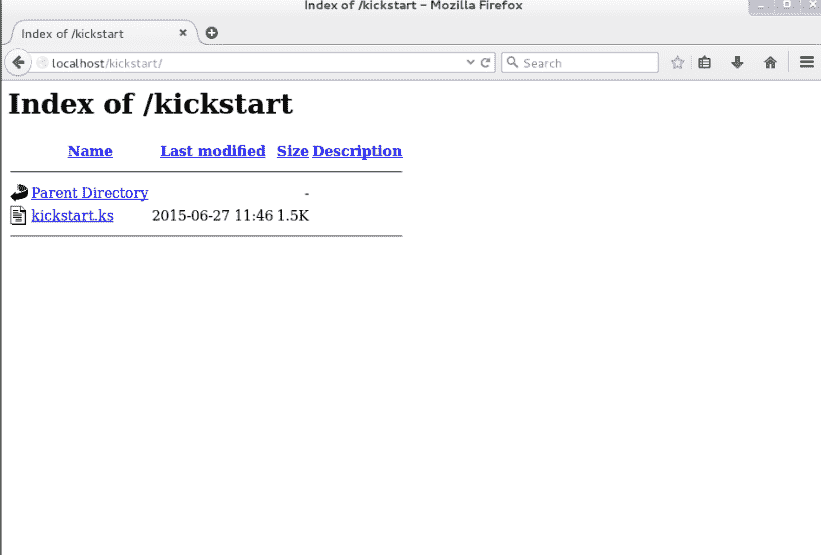 Index of /kickstart - Mozilla Firefox
Index of /kickstart
localhost/kickstart/ Search
Index of /kickstart
Name Last modified Size Description
Parent Directory -
kickstart.ks 2015-06-27 11:46 1.5K